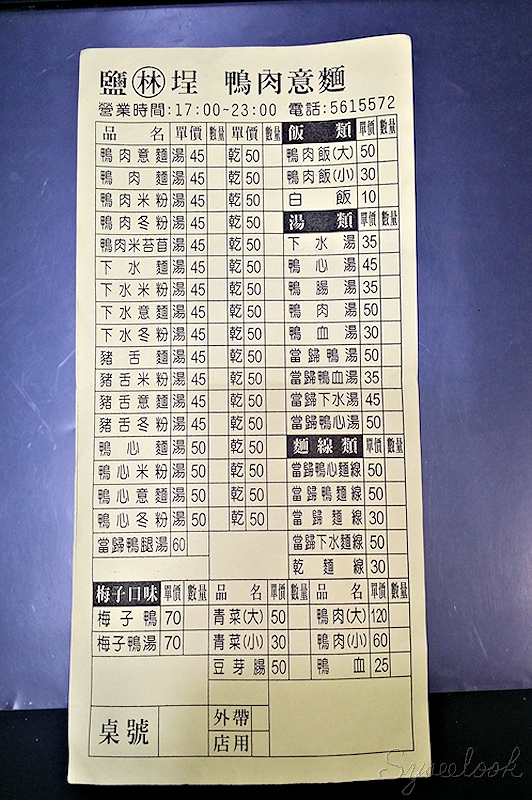 鹽林埕 鴨肉意麵
營業時間:17:00~23:00 電話:5615572
品名 單價 數量 單價 數量
鴨肉意麵湯 45 乾 50
鴨肉麵湯 45 乾 50
鴨肉米粉湯 45 乾 50
鴨肉冬粉湯 45 乾 50
鴨肉米苔苜湯 45 乾 50
下水麵湯 45 乾 50
下水米粉湯 45 乾 50
下水意麵湯 45 乾 50
下水冬粉湯 45 乾 50
豬舌麵湯 45 乾 50
豬舌米粉湯 45 乾 50
豬舌意麵湯 45 乾 50
豬舌冬粉湯 45 乾 50
鴨心麵湯 50 乾 50
鴨心米粉湯 50 乾 50
鴨心意麵湯 50 乾 50
鴨心冬粉湯 50 乾 50
當歸鴨腿湯 60
飯類 單價 數量
鴨肉飯(大) 50
鴨肉飯(小) 30
白飯 10
湯類 單價 數量
下水湯 35
鴨心湯 45
鴨腸湯 35
鴨肉湯 50
鴨血湯 30
當歸鴨湯 50
當歸鴨血湯 35
當歸下水湯 45
當歸鴨心湯 50
麵線類 單價 數量
當歸鴨心麵線 50
當歸鴨麵線 50
當歸麵線 30
當歸下水麵線 50
乾麵線 30
梅子口味 單價 數量
梅子鴨 70
梅子鴨湯 70
品名 單價 數量 品名 單價 數量
青菜(大) 50 鴨肉(大) 120
青菜(小) 30 鴨肉(小) 60
豆芽腸 50 鴨血 25
桌號
外帶
店用
Syueelook